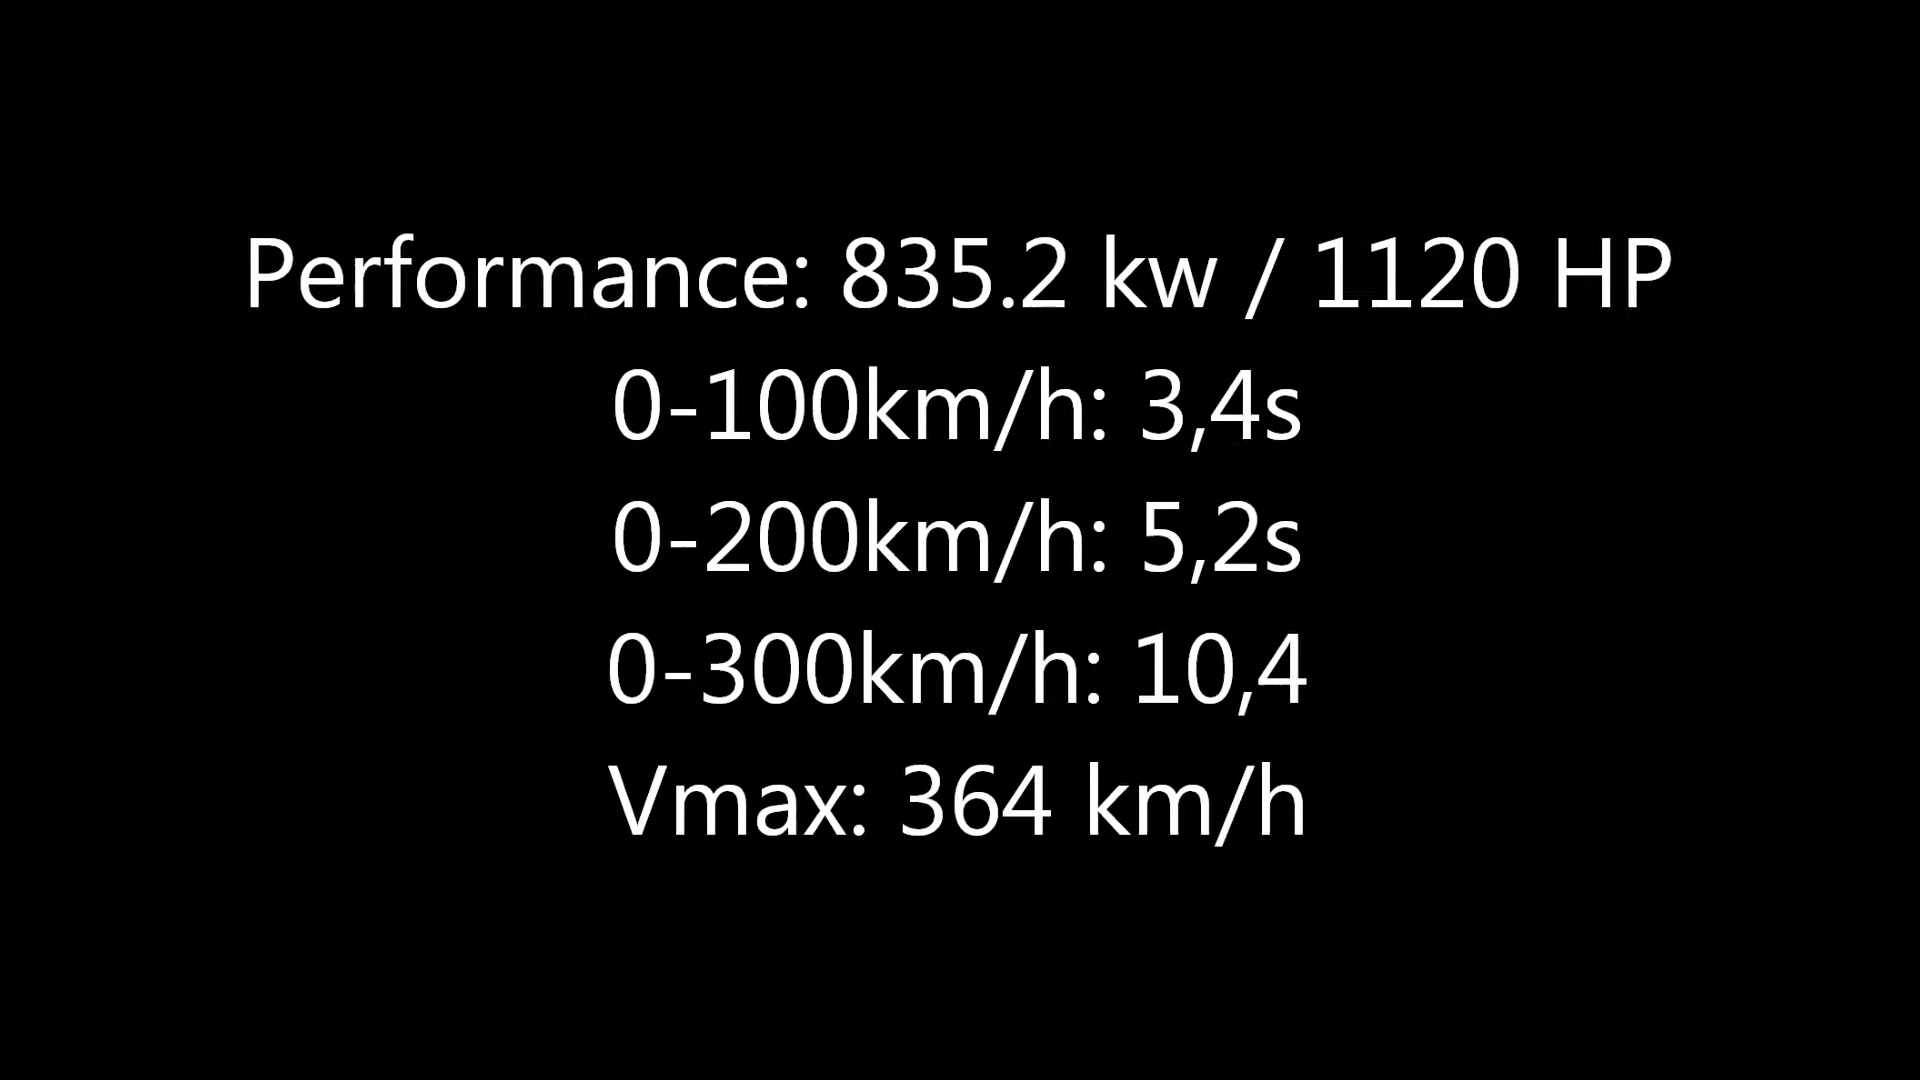 Performance: 835.2 kw / 1120 HP
0-100km/h: 3,4s
0-200km/h: 5,2s
0-300km/h: 10,4
Vmax: 364 km/h